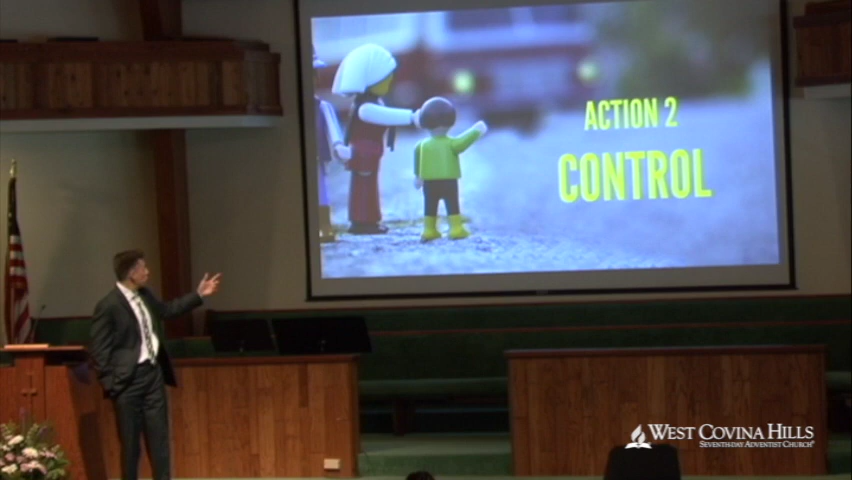 ACTION 2
CONTROL
WEST COVINA HILLS
SEVENTH-DAY ADVENTIST CHURCH